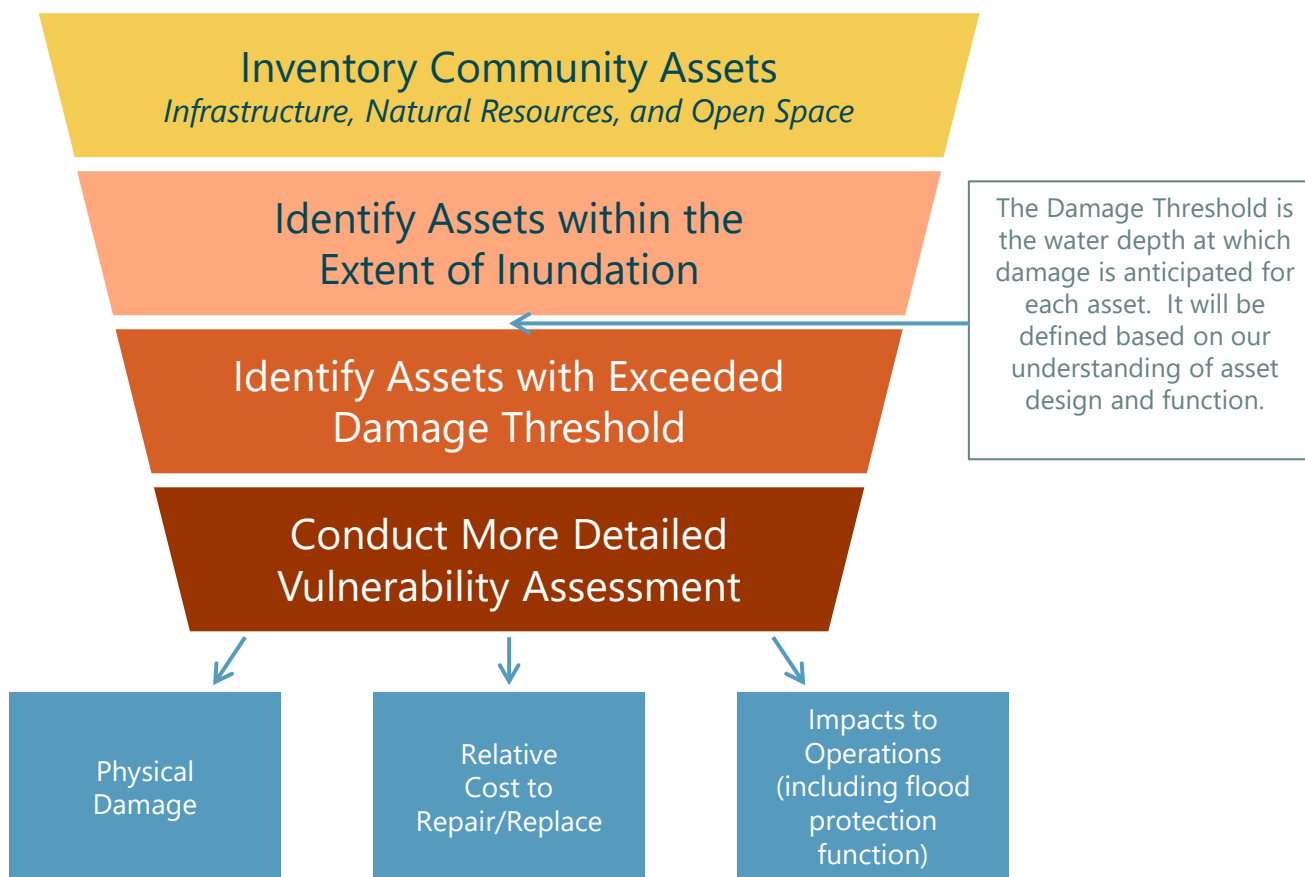 Inventory Community Assets
Infrastructure, Natural Resources, and Open Space
Identify Assets within the
Extent of Inundation
The Damage Threshold is
the water depth at which
damage is anticipated for
each asset.  It will be
defined based on our
understanding of asset
design and function.
Identify Assets with Exceeded
Damage Threshold
Conduct More Detailed
Vulnerability Assessment
Physical
Damage
Relative
Cost to
Repair/Replace
Impacts to
Operations
(including flood
protection
function)